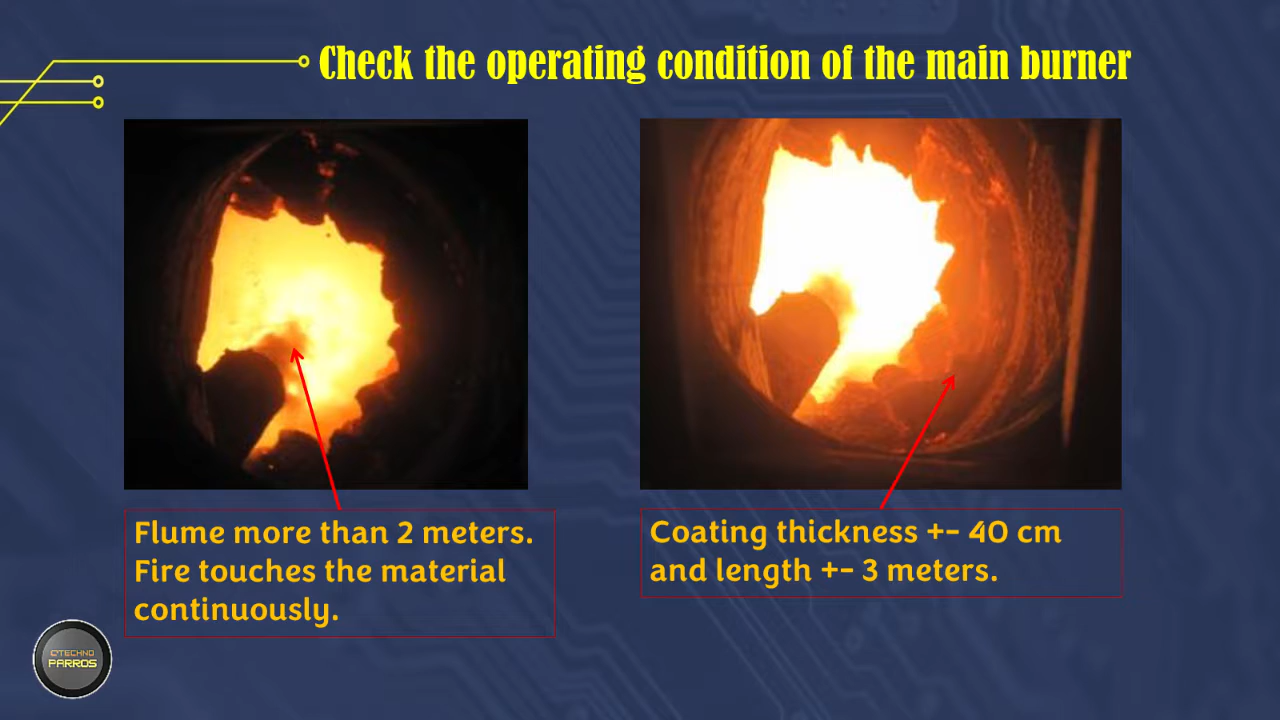 Check the operating condition of the main burner
Flume more than 2 meters.
Fire touches the material
continuously.
Coating thickness +- 40 cm
and length +- 3 meters.
TECHNO
PARROS